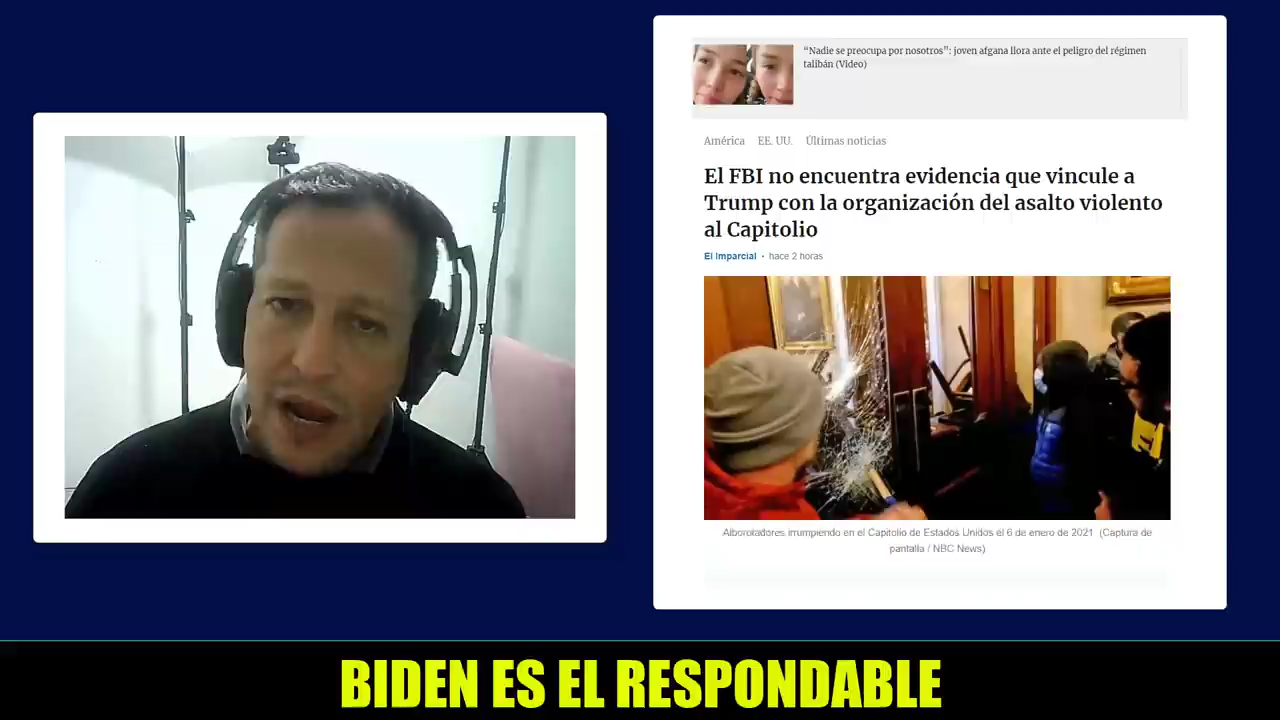 “Nadie se preocupa por nosotros”: joven afgana llora ante el peligro del régimen
talibán (Video)
América EE. UU. Últimas noticias
El FBI no encuentra evidencia que vincule a
Trump con la organización del asalto violento
al Capitolio
El Imparcial • hace 2 horas
Alborotadores irrumpiendo en el Capitolio de Estados Unidos el 6 de enero de 2021 (Captura de
pantalla / NBC News)
BIDEN ES EL RESPONDABLE